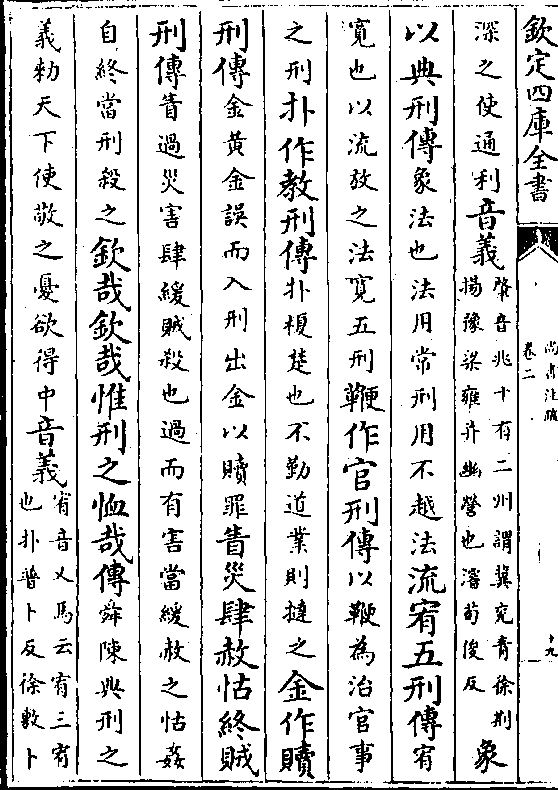 欽定四庫全書
尚書注疏
卷二
十九
深之使通利音義肇音兆十有二州謂冀兖青徐荆
揚豫梁雍并幽營也濬荀俊反象
以典刑傳象法也法用常刑用不越法流宥五刑傳宥
寛也以流放之法寛五刑鞭作官刑傳以鞭為治官事
之刑扑作教刑傳扑榎楚也不勤道業則撻之金作贖
刑傳金黄金誤而入刑出金以贖罪眚災肆赦怙終賊
刑傳眚過災害肆緩賊殺也過而有害當緩赦之怙姦
自終當刑殺之欽哉欽哉惟刑之恤哉傳舜陳典刑之
義勑天下使敬之憂欲得中音義宥音乂馬云宥三宥
也扑普卜反徐敷卜